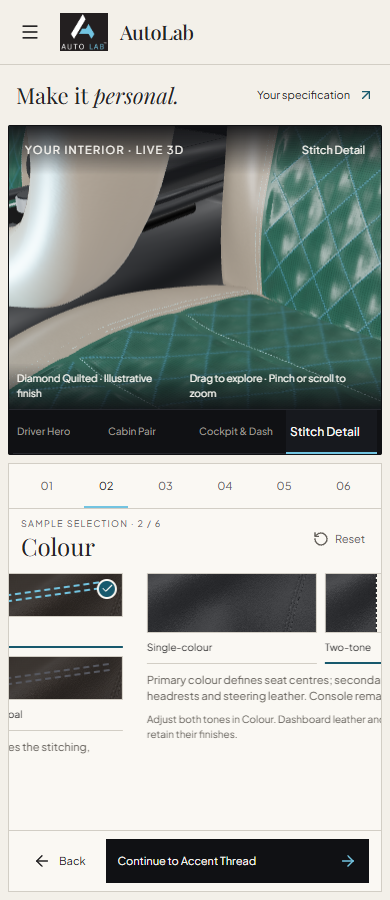 AUTO LAB
AutoLab
Make it personal.
Your specification
YOUR INTERIOR · LIVE 3D
Stitch Detail
Diamond Quilted · Illustrative
finish
Drag to explore · Pinch or scroll to
zoom
Driver Hero
Cabin Pair
Cockpit & Dash
Stitch Detail
01
02
03
04
05
06
SAMPLE SELECTION · 2 / 6
Colour
Reset
oal
es the stitching,
Single-colour
Two-tone
Primary colour defines seat centres; seconda
headrests and steering leather. Console rema
Adjust both tones in Colour. Dashboard leather and
retain their finishes.
Back
Continue to Accent Thread